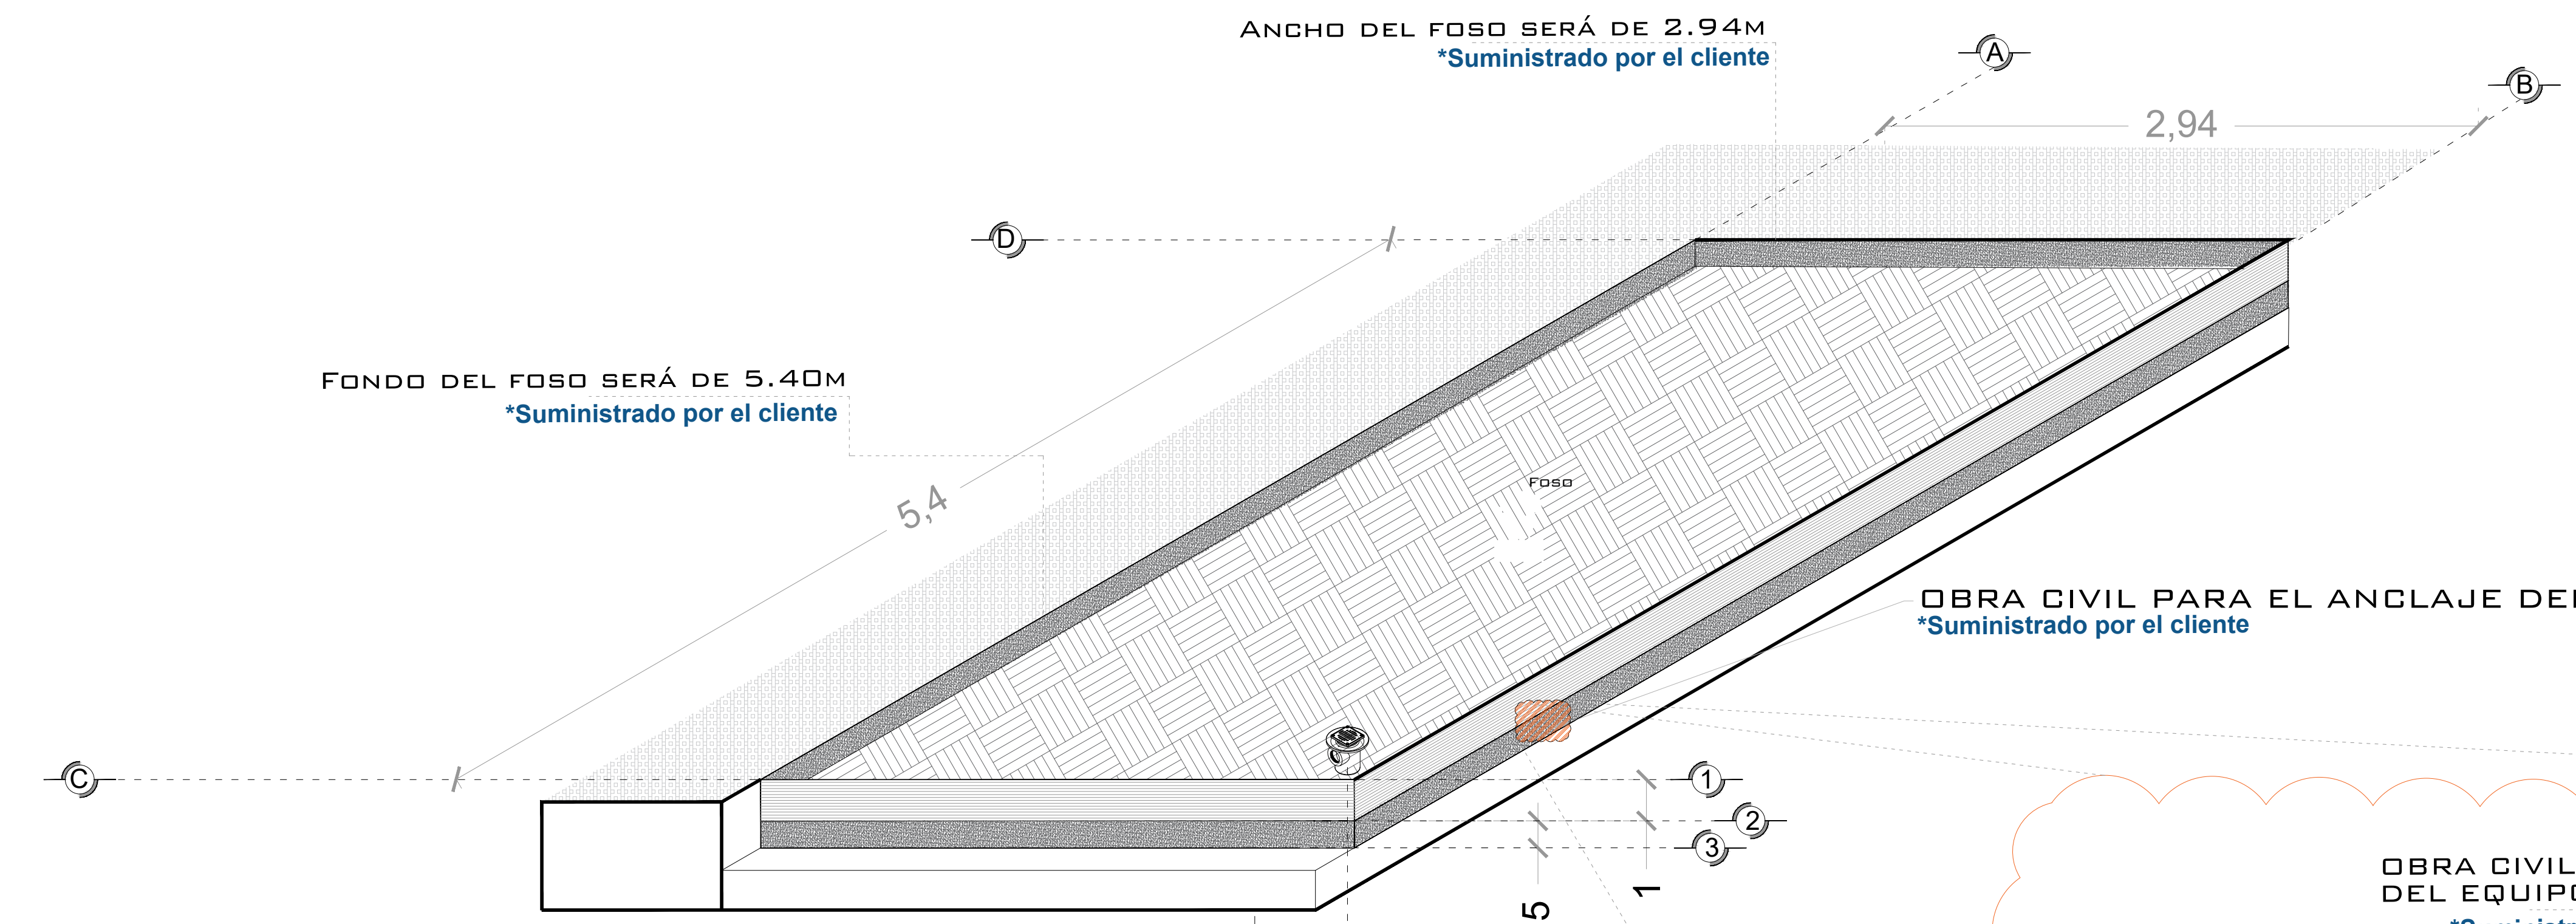 ANCHO DEL FOSO SERÁ DE 2.94M
*Suministrado por el cliente
A
B
2,94
D
FONDO DEL FOSO SERÁ DE 5.40M
*Suministrado por el cliente
5,4
Foso
OBRA CIVIL PARA EL ANCLAJE DE
*Suministrado por el cliente
C
1
2
3
5
1
OBRA CIVIL
DEL EQUIPO